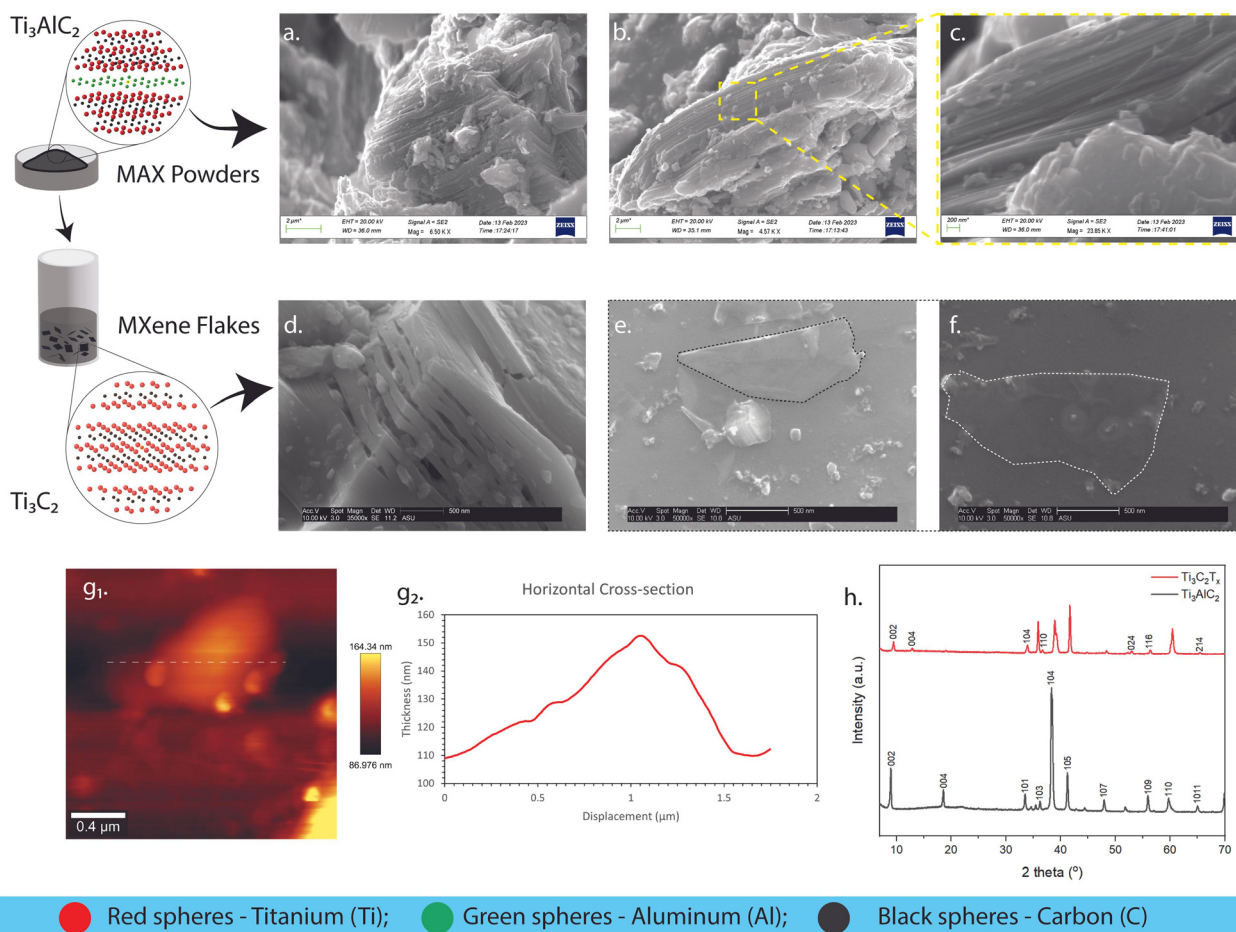 Ti₃AlC₂
MAX Powders
a.
2 µm*
EHT = 20.00 kV
WD = 36.0 mm
Signal A = SE2
Mag = 6.50 K X
Date :13 Feb 2023
Time :17:24:17
ZEISS
b.
2 µm*
EHT = 20.00 kV
WD = 35.1 mm
Signal A = SE2
Mag = 4.57 K X
Date :13 Feb 2023
Time :17:13:43
ZEISS
c.
200 nm*
EHT = 20.00 kV
WD = 36.0 mm
Signal A = SE2
Mag = 23.85 K X
Date :13 Feb 2023
Time :17:41:01
ZEISS
MXene Flakes
Ti₃C₂
d.
Acc.V Spot Magn Det WD
10.00 kV 3.0 35000x SE 11.2 ASU
500 nm
e.
Acc.V Spot Magn Det WD
10.00 kV 3.0 50000x SE 10.8 ASU
500 nm
f.
Acc.V Spot Magn Det WD
10.00 kV 3.0 50000x SE 10.8 ASU
500 nm
g₁.
0.4 µm
164.34 nm
86.976 nm
g₂.
Horizontal Cross-section
Thickness (nm)
160
150
140
130
120
110
100
0 0.5 1 1.5 2
Displacement (µm)
h.
Ti₃C₂Tₓ
Ti₃AlC₂
Intensity (a.u.)
002
004
104
110
024
116
214
002
004
101
103
104
105
107
109
110
1011
10 20 30 40 50 60 70
2 theta (°)
Red spheres - Titanium (Ti); Green spheres - Aluminum (Al); Black spheres - Carbon (C)